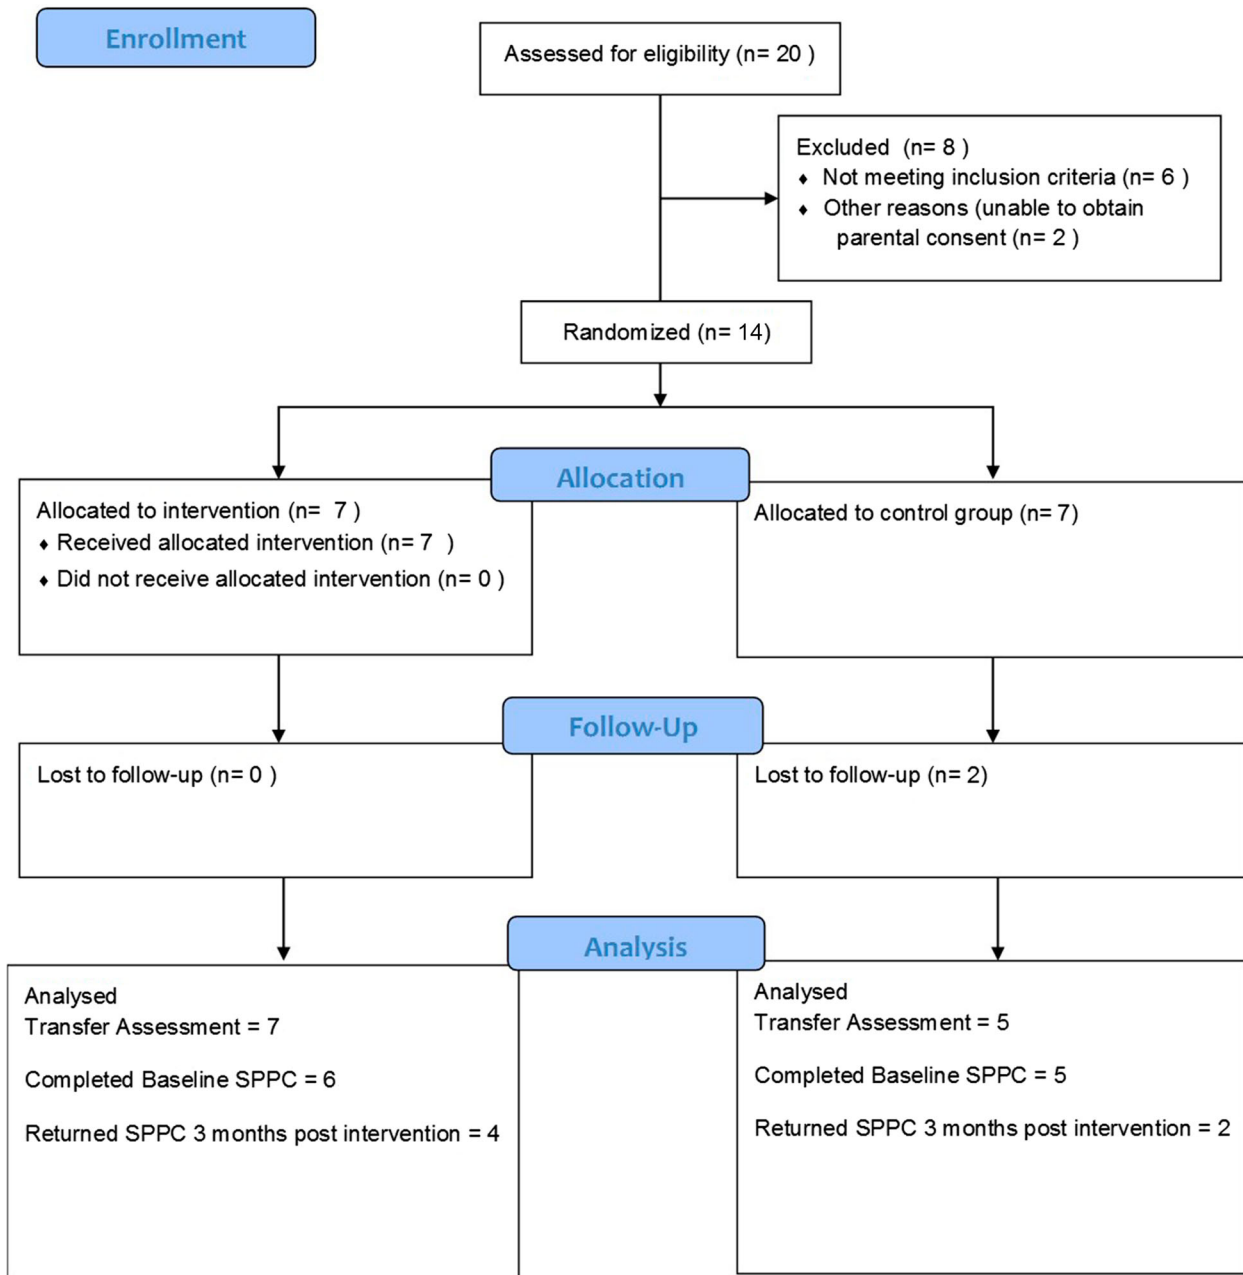 Enrollment
Assessed for eligibility (n= 20 )
Excluded  (n= 8 )
♦ Not meeting inclusion criteria (n= 6 )
♦ Other reasons (unable to obtain
parental consent (n= 2 )
Randomized (n= 14)
Allocation
Allocated to intervention (n=  7 )
♦ Received allocated intervention (n= 7  )
♦ Did not receive allocated intervention (n= 0 )
Allocated to control group (n= 7)
Follow-Up
Lost to follow-up (n= 0 )
Lost to follow-up (n= 2)
Analysis
Analysed
Transfer Assessment = 7
Completed Baseline SPPC = 6
Returned SPPC 3 months post intervention = 4
Analysed
Transfer Assessment = 5
Completed Baseline SPPC = 5
Returned SPPC 3 months post intervention = 2